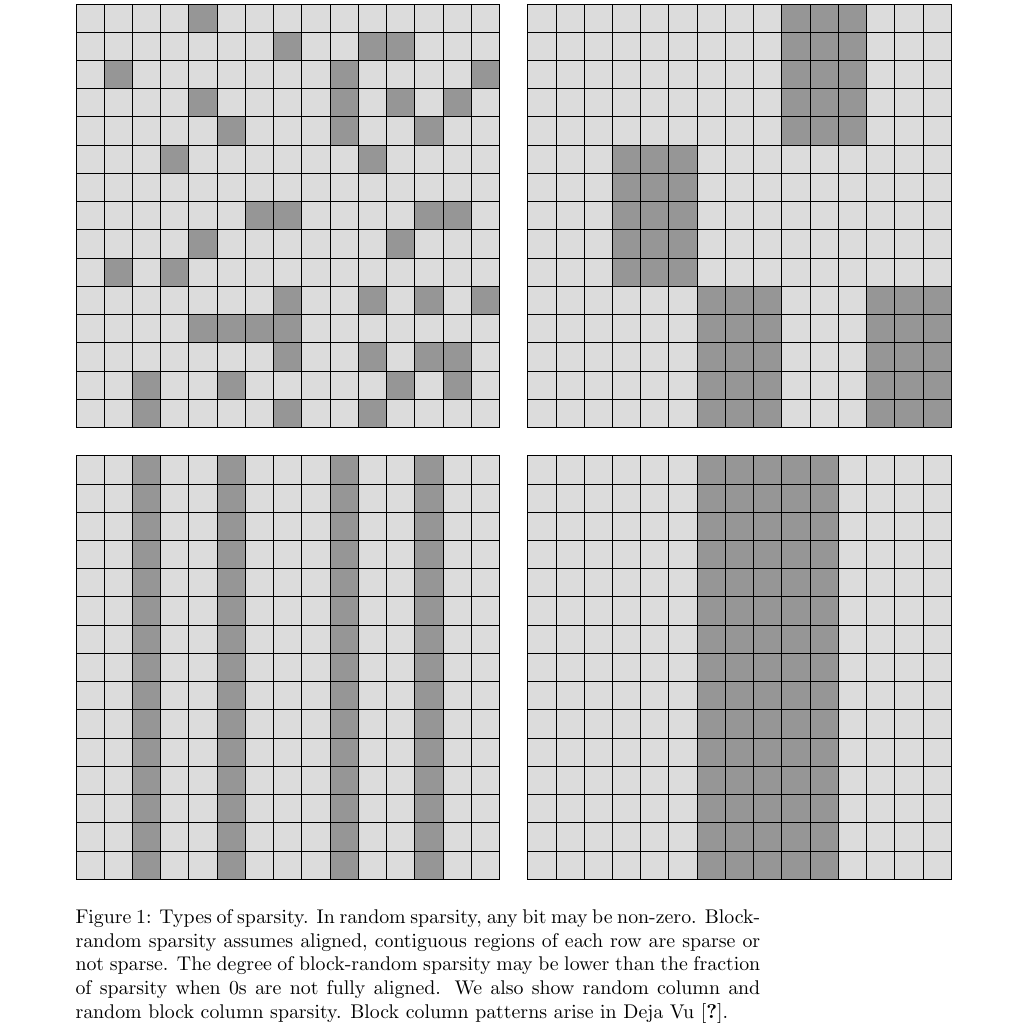 Figure 1: Types of sparsity. In random sparsity, any bit may be non-zero. Block-
random sparsity assumes aligned, contiguous regions of each row are sparse or
not sparse. The degree of block-random sparsity may be lower than the fraction
of sparsity when 0s are not fully aligned. We also show random column and
random block column sparsity. Block column patterns arise in Deja Vu [?].